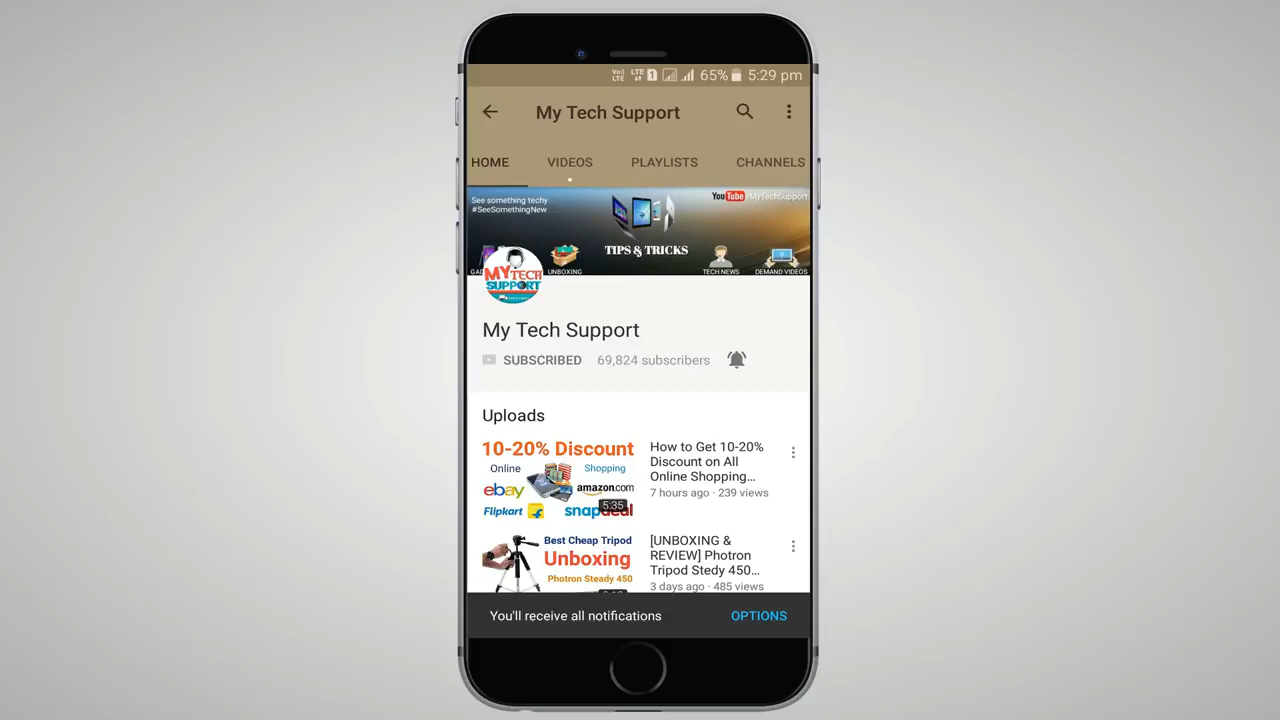 Vo) LTE LTE 1 65% 5:29 pm
My Tech Support
HOME VIDEOS PLAYLISTS CHANNELS
See something techy
#SeeSomethingNew
YouTube /MyTechSupport
TIPS & TRICKS
UNBOXING
TECH NEWS
DEMAND VIDEOS
MY TECH
SUPPORT
My Tech Support
SUBSCRIBED 69,824 subscribers
Uploads
10-20% Discount
Online Shopping
ebay amazon.com
Flipkart snapdeal
5:35
How to Get 10-20%
Discount on All
Online Shopping...
7 hours ago · 239 views
Best Cheap Tripod
Unboxing
Photron Steady 450
[UNBOXING &
REVIEW] Photron
Tripod Stedy 450...
3 days ago · 485 views
You'll receive all notifications OPTIONS